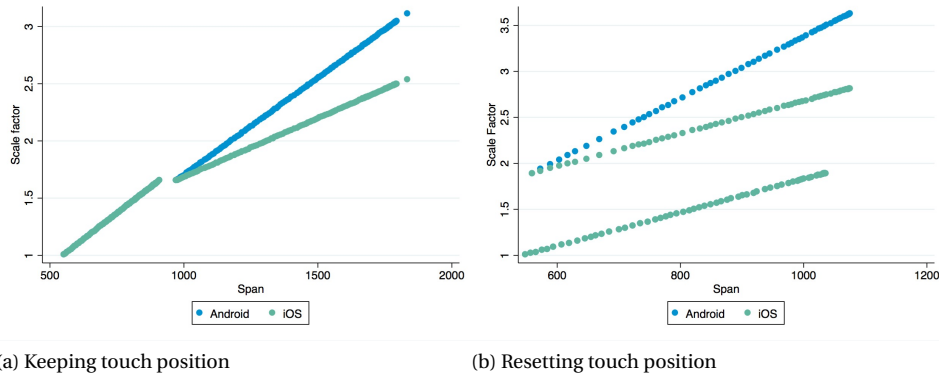 Scale factor
3
2.5
2
1.5
1
500
1000
1500
2000
Span
Android
iOS
(a) Keeping touch position
Scale Factor
3.5
3
2.5
2
1.5
1
600
800
1000
1200
Span
Android
iOS
(b) Resetting touch position